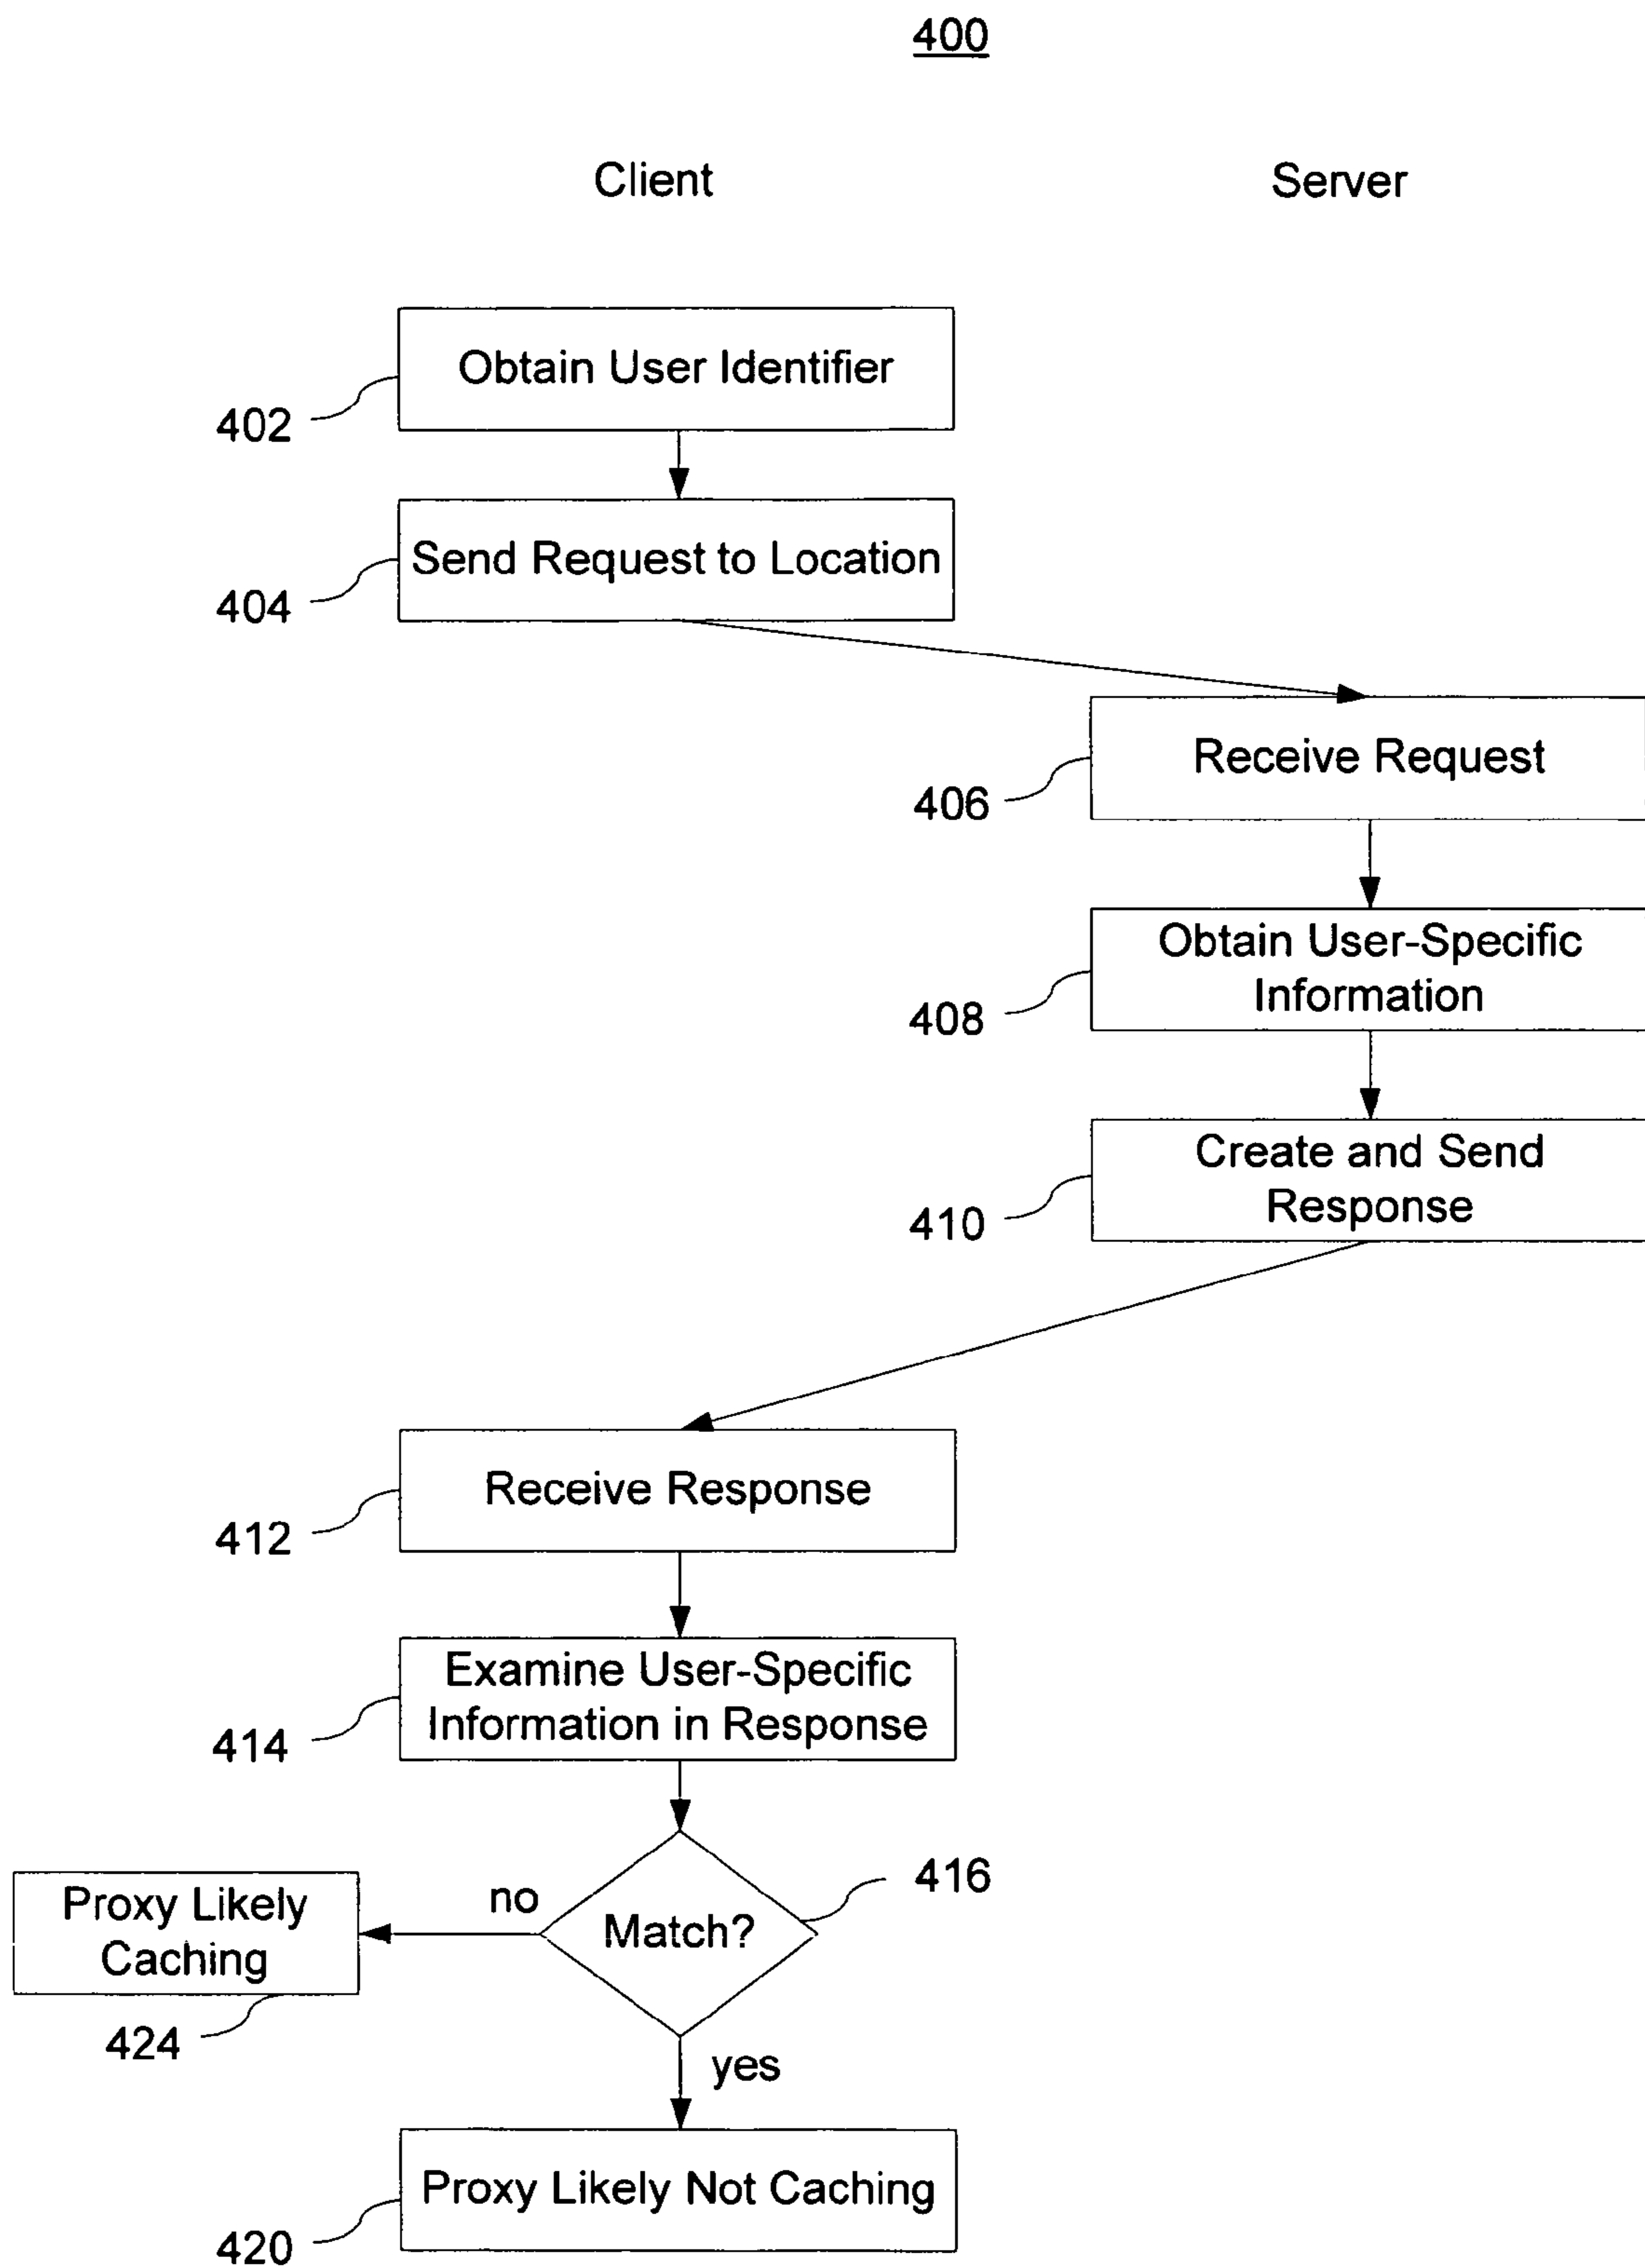 400
Client
Server
Obtain User Identifier
402
Send Request to Location
404
Receive Request
406
Obtain User-Specific
Information
408
Create and Send
Response
410
Receive Response
412
Examine User-Specific
Information in Response
414
Match?
416
no
Proxy Likely
Caching
424
yes
Proxy Likely Not Caching
420